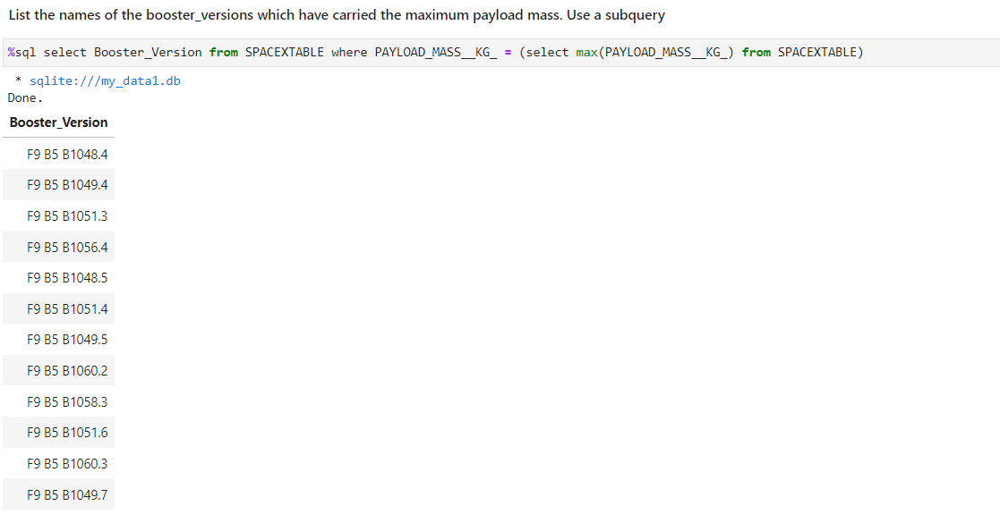 List the names of the booster_versions which have carried the maximum payload mass. Use a subquery
%sql select Booster_Version from SPACEXTABLE where PAYLOAD_MASS__KG_ = (select max(PAYLOAD_MASS__KG_) from SPACEXTABLE)
* sqlite:///my_data1.db
Done.
Booster_Version
F9 B5 B1048.4
F9 B5 B1049.4
F9 B5 B1051.3
F9 B5 B1056.4
F9 B5 B1048.5
F9 B5 B1051.4
F9 B5 B1049.5
F9 B5 B1060.2
F9 B5 B1058.3
F9 B5 B1051.6
F9 B5 B1060.3
F9 B5 B1049.7